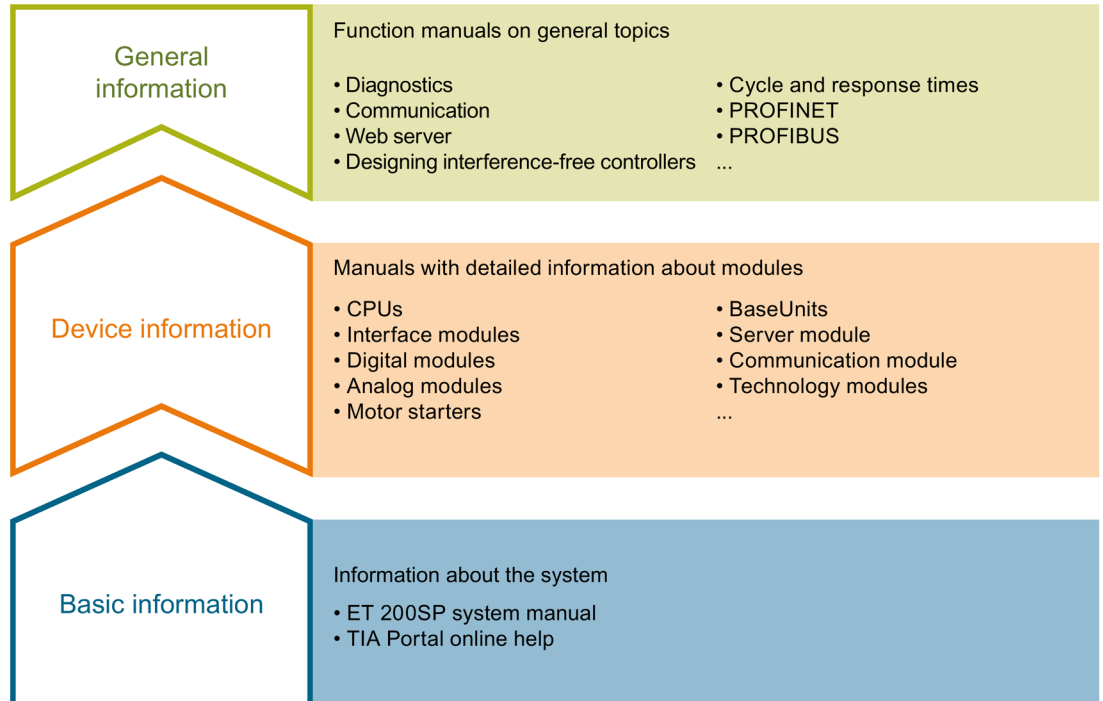 General
information
Function manuals on general topics
• Diagnostics
• Communication
• Web server
• Designing interference-free controllers
• Cycle and response times
• PROFINET
• PROFIBUS
...
Device information
Manuals with detailed information about modules
• CPUs
• Interface modules
• Digital modules
• Analog modules
• Motor starters
• BaseUnits
• Server module
• Communication module
• Technology modules
...
Basic information
Information about the system
• ET 200SP system manual
• TIA Portal online help